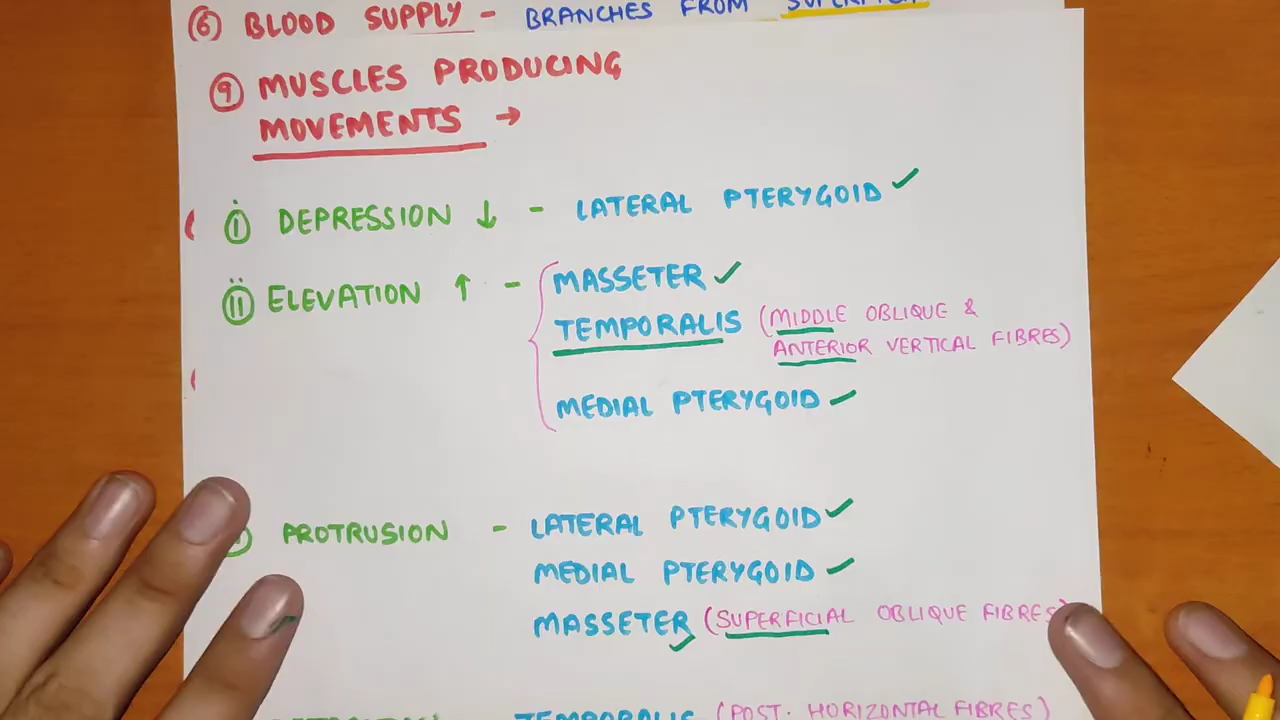 ⑥ BLOOD SUPPLY - BRANCHES FROM
⑨ MUSCLES PRODUCING
MOVEMENTS →
ⓘ DEPRESSION ↓ - LATERAL PTERYGOID ✓
ⓘⓘ ELEVATION ↑ - MASSETER ✓
TEMPORALIS (MIDDLE OBLIQUE &
ANTERIOR VERTICAL FIBRES)
MEDIAL PTERYGOID ✓
PROTRUSION - LATERAL PTERYGOID ✓
MEDIAL PTERYGOID ✓
MASSETER (SUPERFICIAL OBLIQUE FIBRES)
TEMPORALIS (POST. HORIZONTAL FIBRES)